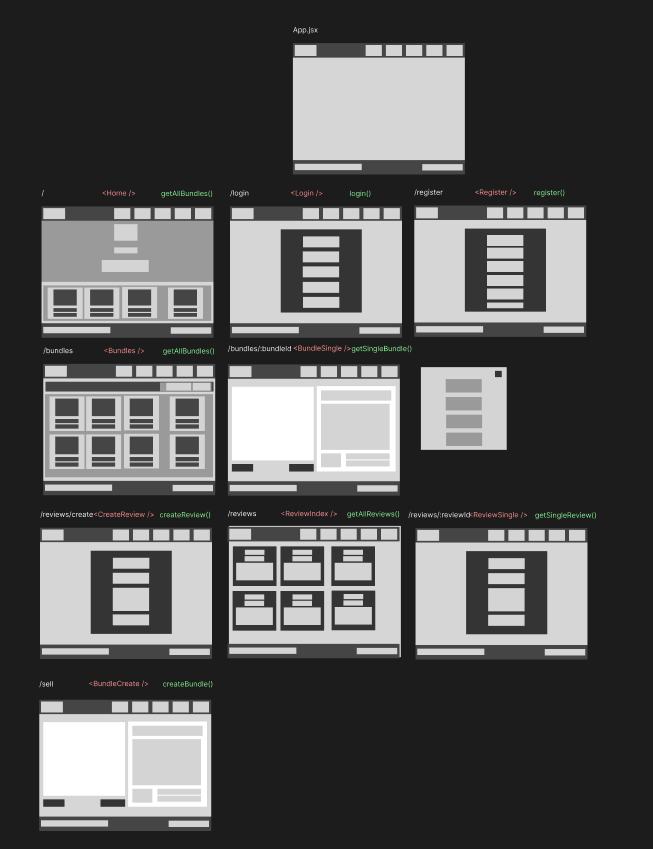 App.jsx
/ <Home /> getAllBundles()
/login <Login /> login()
/register <Register /> register()
/bundles <Bundles /> getAllBundles()
/bundles/:bundleId <BundleSingle /> getSingleBundle()
/reviews/create <CreateReview /> createReview()
/reviews <ReviewIndex /> getAllReviews()
/reviews/:reviewId <ReviewSingle /> getSingleReview()
/sell <BundleCreate /> createBundle()